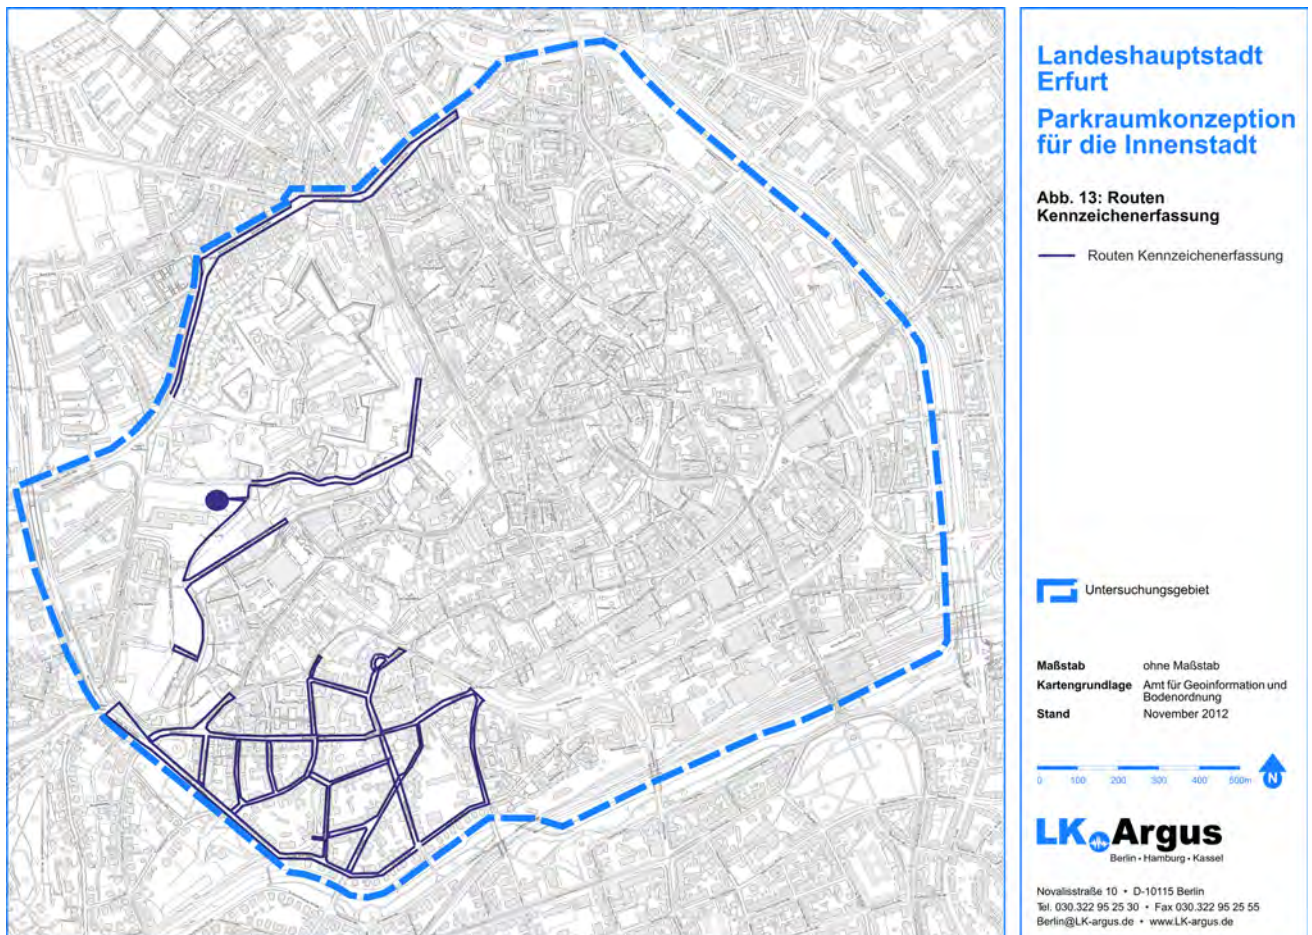 Landeshauptstadt
Erfurt
Parkraumkonzeption
für die Innenstadt
Abb. 13: Routen
Kennzeichenerfassung
Routen Kennzeichenerfassung
Untersuchungsgebiet
Maßstab ohne Maßstab
Kartengrundlage Amt für Geoinformation und
Bodenordnung
Stand November 2012
0 100 200 300 400 500m
N
LK Argus
Berlin • Hamburg • Kassel
Novalisstraße 10 • D-10115 Berlin
Tel. 030.322 95 25 30 • Fax 030.322 95 25 55
Berlin@LK-argus.de • www.LK-argus.de